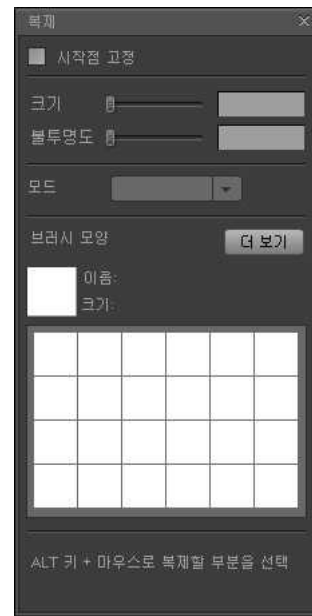 복제
시작점 고정
크기
불투명도
모드
브러시 모양 더 보기
이름:
크기:
ALT 키 + 마우스로 복제할 부분을 선택